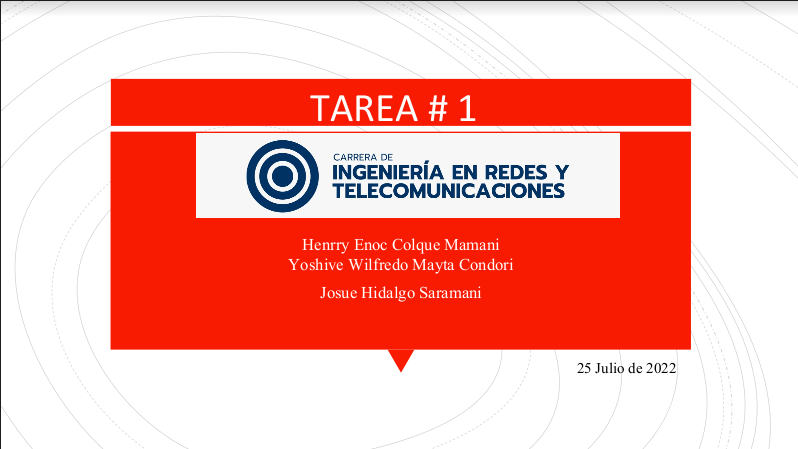 TAREA # 1
CARRERA DE
INGENIERÍA EN REDES Y
TELECOMUNICACIONES
Henrry Enoc Colque Mamani
Yoshive Wilfredo Mayta Condori
Josue Hidalgo Saramani
25 Julio de 2022